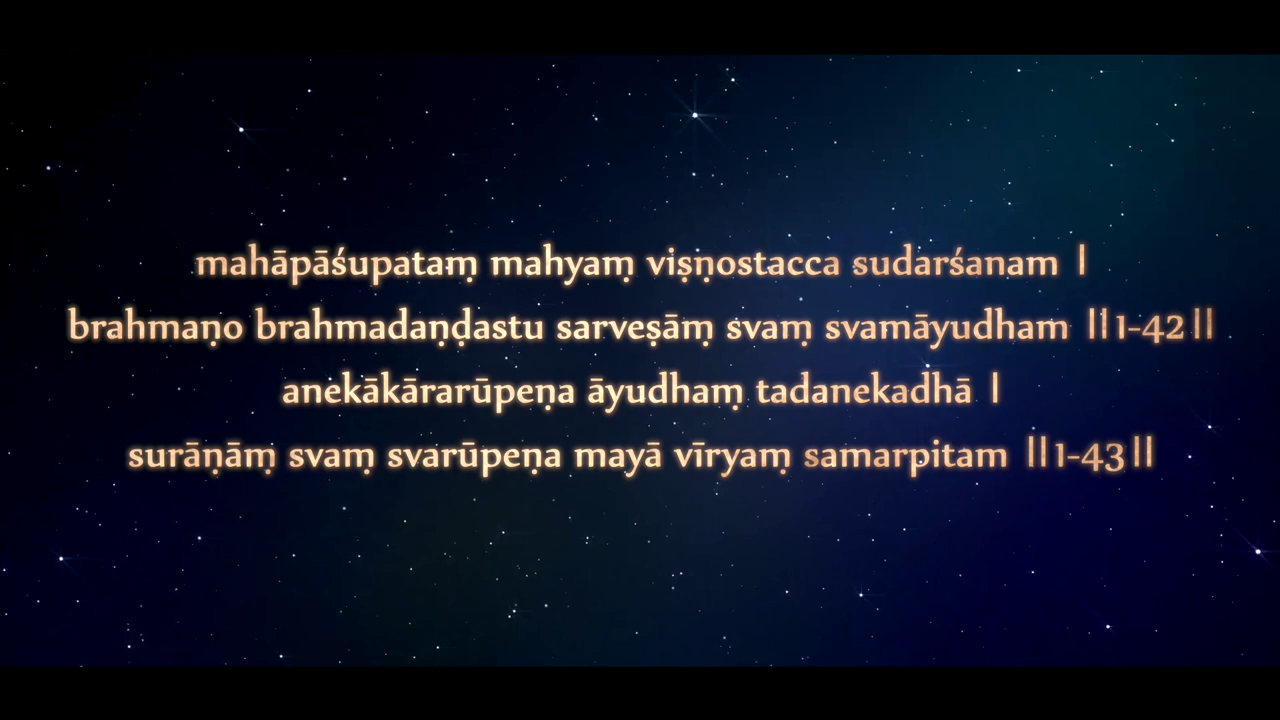 mahāpāśupataṃ mahyaṃ viṣṇostacca sudarśanam |
brahmaṇo brahmadaṇḍastu sarveṣāṃ svaṃ svamāyudham ||1-42||
anekākārarūpeṇa āyudhaṃ tadanekadhā |
surāṇāṃ svaṃ svarūpeṇa mayā vīryaṃ samarpitam ||1-43||